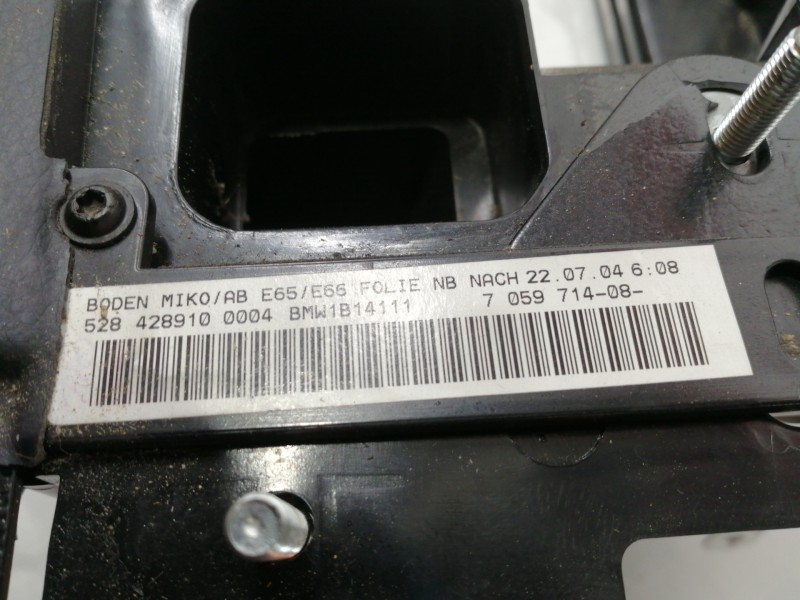 BODEN MIKO/AB E65/E66 FOLIE NB NACH 22.07.04 6:08
528 428910 0004 BMW1B14111 7 059 714-08-